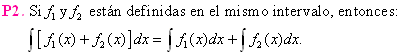 P2. Si f₁ y f₂ están definidas en el mismo intervalo, entonces:
∫[f₁(x) + f₂(x)]dx = ∫ f₁(x)dx + ∫ f₂(x)dx.